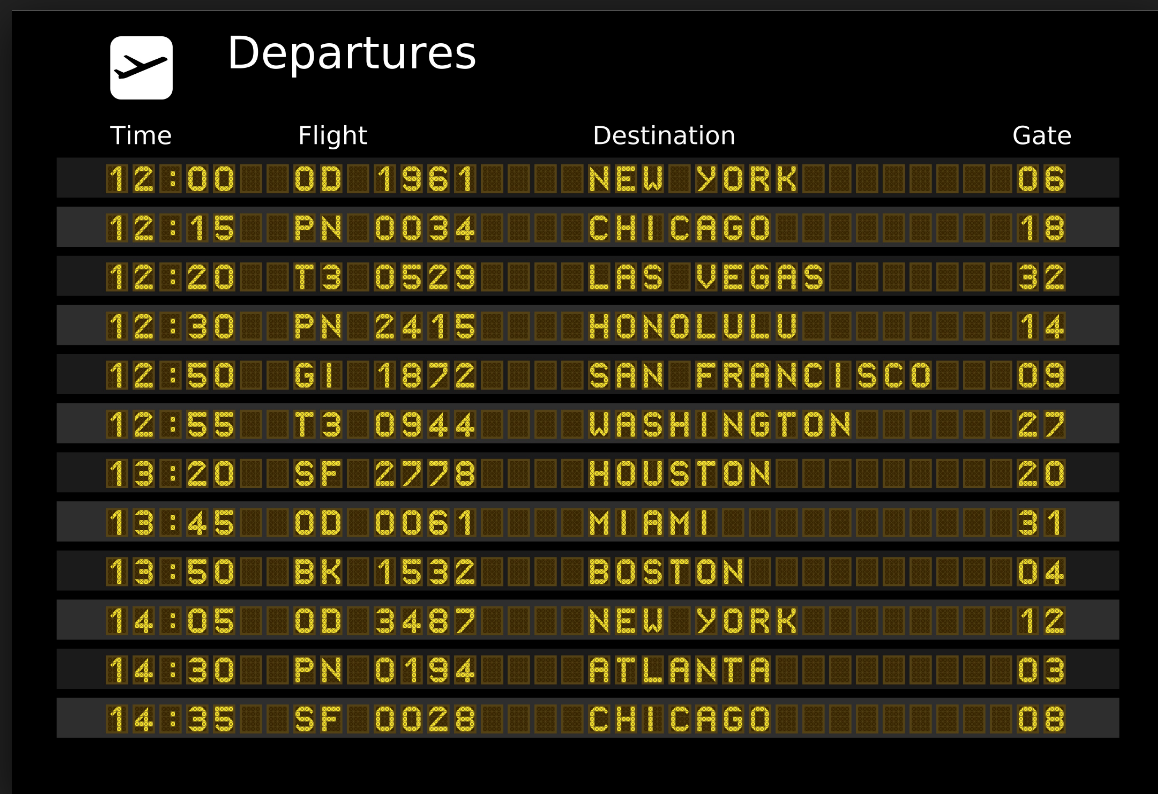 Departures
Time Flight Destination Gate
12:00 OD 1961 NEW YORK 06
12:15 PN 0034 CHICAGO 18
12:20 T3 0529 LAS VEGAS 32
12:30 PN 2415 HONOLULU 14
12:50 GI 1872 SAN FRANCISCO 09
12:55 T3 0944 WASHINGTON 27
13:20 SF 2778 HOUSTON 20
13:45 OD 0061 MIAMI 31
13:50 BK 1532 BOSTON 04
14:05 OD 3487 NEW YORK 12
14:30 PN 0194 ATLANTA 03
14:35 SF 0028 CHICAGO 08